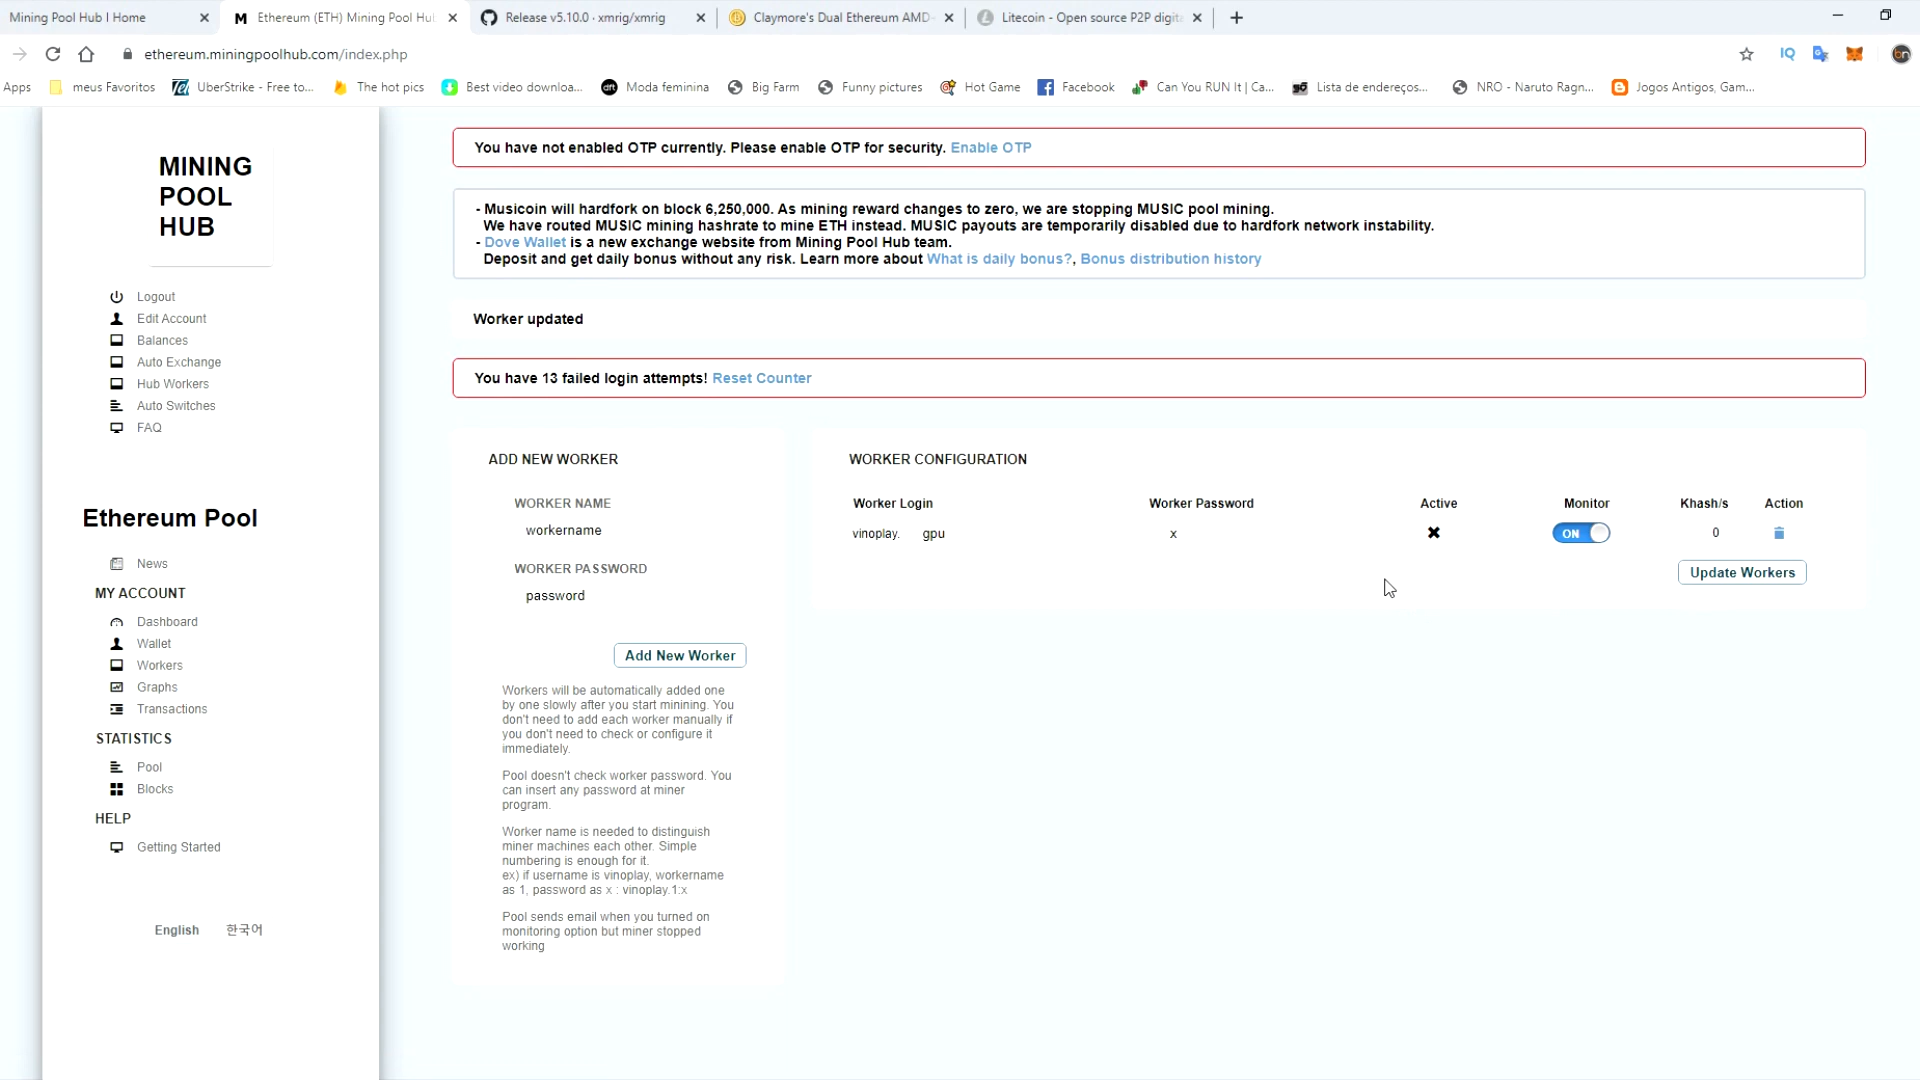 Mining Pool Hub I Home
Ethereum (ETH) Mining Pool Hu
Release v5.10.0 · xmrig/xmrig
Claymore's Dual Ethereum AMD
Litecoin - Open source P2P digit
ethereum.miningpoolhub.com/index.php
IQ
Apps
meus Favoritos
UberStrike - Free to...
The hot pics
Best video downloa...
Moda feminina
Big Farm
Funny pictures
Hot Game
Facebook
Can You RUN It | Ca...
Lista de endereços...
NRO - Naruto Ragn...
Jogos Antigos, Gam...
MINING
POOL
HUB
Logout
Edit Account
Balances
Auto Exchange
Hub Workers
Auto Switches
FAQ
Ethereum Pool
News
MY ACCOUNT
Dashboard
Wallet
Workers
Graphs
Transactions
STATISTICS
Pool
Blocks
HELP
Getting Started
English 한국어
You have not enabled OTP currently. Please enable OTP for security. Enable OTP
- Musicoin will hardfork on block 6,250,000. As mining reward changes to zero, we are stopping MUSIC pool mining.
We have routed MUSIC mining hashrate to mine ETH instead. MUSIC payouts are temporarily disabled due to hardfork network instability.
- Dove Wallet is a new exchange website from Mining Pool Hub team.
Deposit and get daily bonus without any risk. Learn more about What is daily bonus?, Bonus distribution history
Worker updated
You have 13 failed login attempts! Reset Counter
ADD NEW WORKER
WORKER NAME
workername
WORKER PASSWORD
password
Add New Worker
Workers will be automatically added one
by one slowly after you start minining. You
don't need to add each worker manually if
you don't need to check or configure it
immediately.
Pool doesn't check worker password. You
can insert any password at miner
program.
Worker name is needed to distinguish
miner machines each other. Simple
numbering is enough for it.
ex) if username is vinoplay, workername
as 1, password as x : vinoplay.1:x
Pool sends email when you turned on
monitoring option but miner stopped
working
WORKER CONFIGURATION
Worker Login Worker Password Active Monitor Khash/s Action
vinoplay. gpu x ON 0
Update Workers